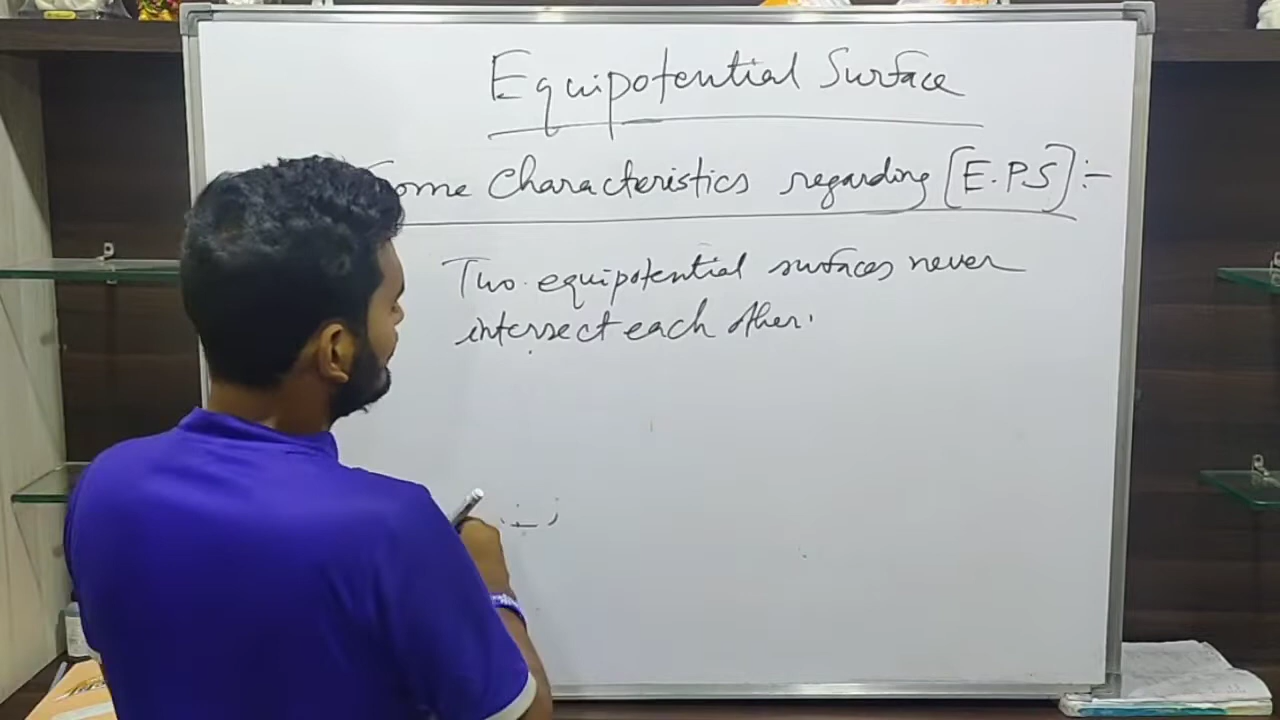 Equipotential Surface
Some Characteristics regarding [E.P.S]:-
Two equipotential surfaces never
intersect each other.